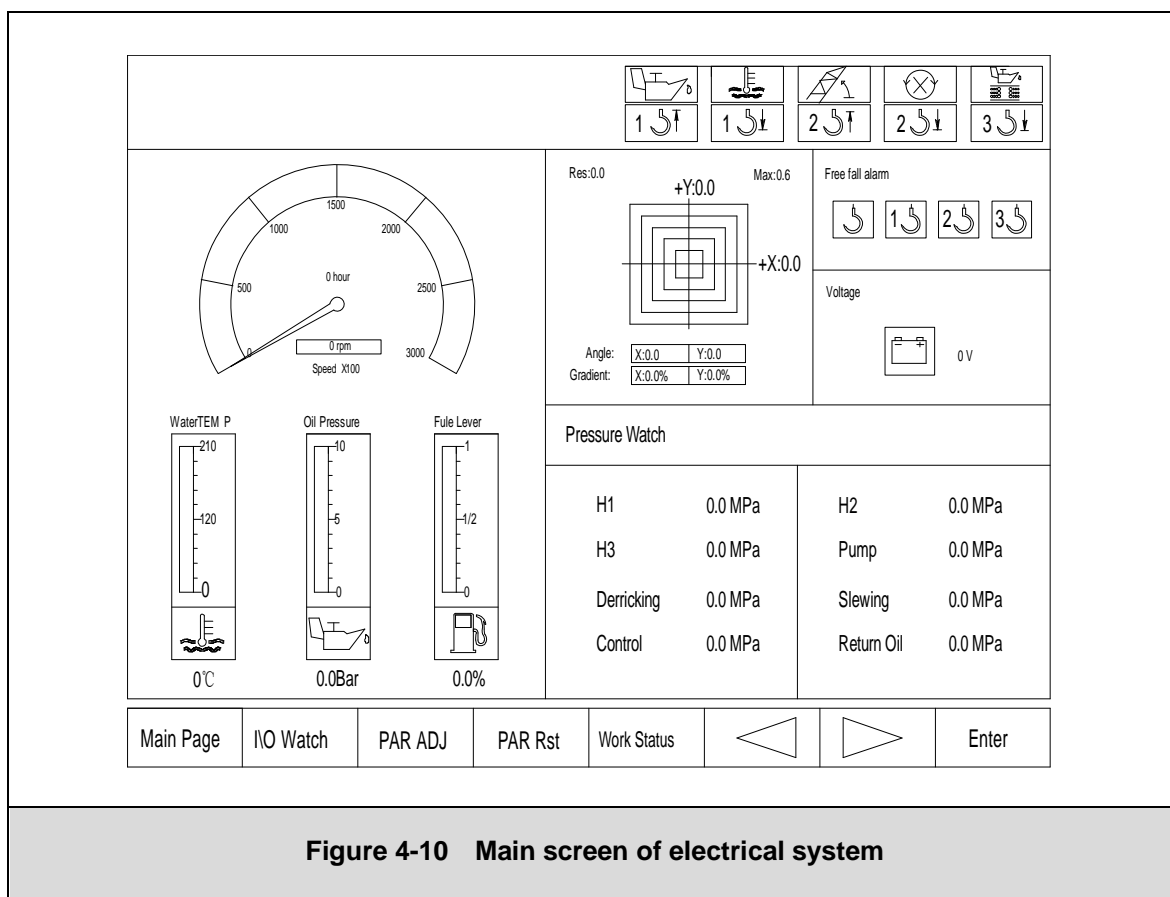 1 1 2 2 3
1500
1000 2000
500 2500
0 3000
0 hour
0 rpm
Speed X100
Res:0.0 Max:0.6
+Y:0.0
+X:0.0
Angle: X:0.0 Y:0.0
Gradient: X:0.0% Y:0.0%
Free fall alarm
1 2 3
Voltage
0 V
WaterTEM P Oil Pressure Fule Lever
210 10 1
120 5 1/2
0 0 0
0℃ 0.0Bar 0.0%
Pressure Watch
H1 0.0 MPa H2 0.0 MPa
H3 0.0 MPa Pump 0.0 MPa
Derricking 0.0 MPa Slewing 0.0 MPa
Control 0.0 MPa Return Oil 0.0 MPa
Main Page I\O Watch PAR ADJ PAR Rst Work Status Enter
Figure 4-10 Main screen of electrical system